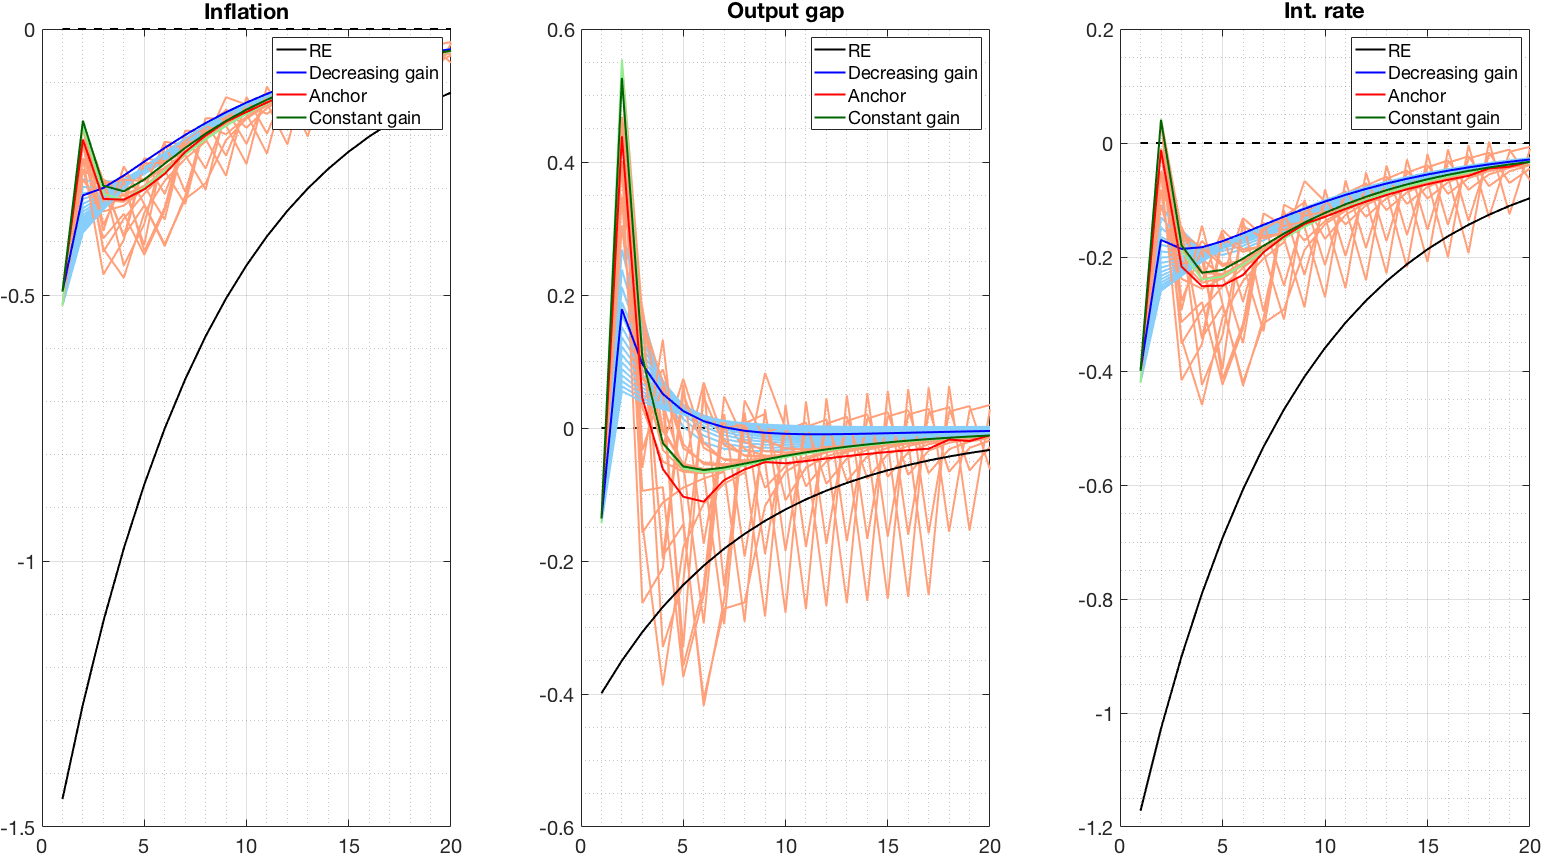 Inflation
0
-0.5
-1
-1.5
0
5
10
15
20
RE
Decreasing gain
Anchor
Constant gain
Output gap
0.6
0.4
0.2
0
-0.2
-0.4
-0.6
0
5
10
15
20
RE
Decreasing gain
Anchor
Constant gain
Int. rate
0.2
0
-0.2
-0.4
-0.6
-0.8
-1
-1.2
0
5
10
15
20
RE
Decreasing gain
Anchor
Constant gain